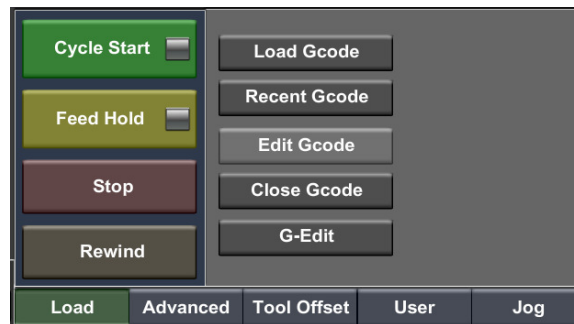 Cycle Start
Feed Hold
Stop
Rewind
Load Gcode
Recent Gcode
Edit Gcode
Close Gcode
G-Edit
Load
Advanced
Tool Offset
User
Jog